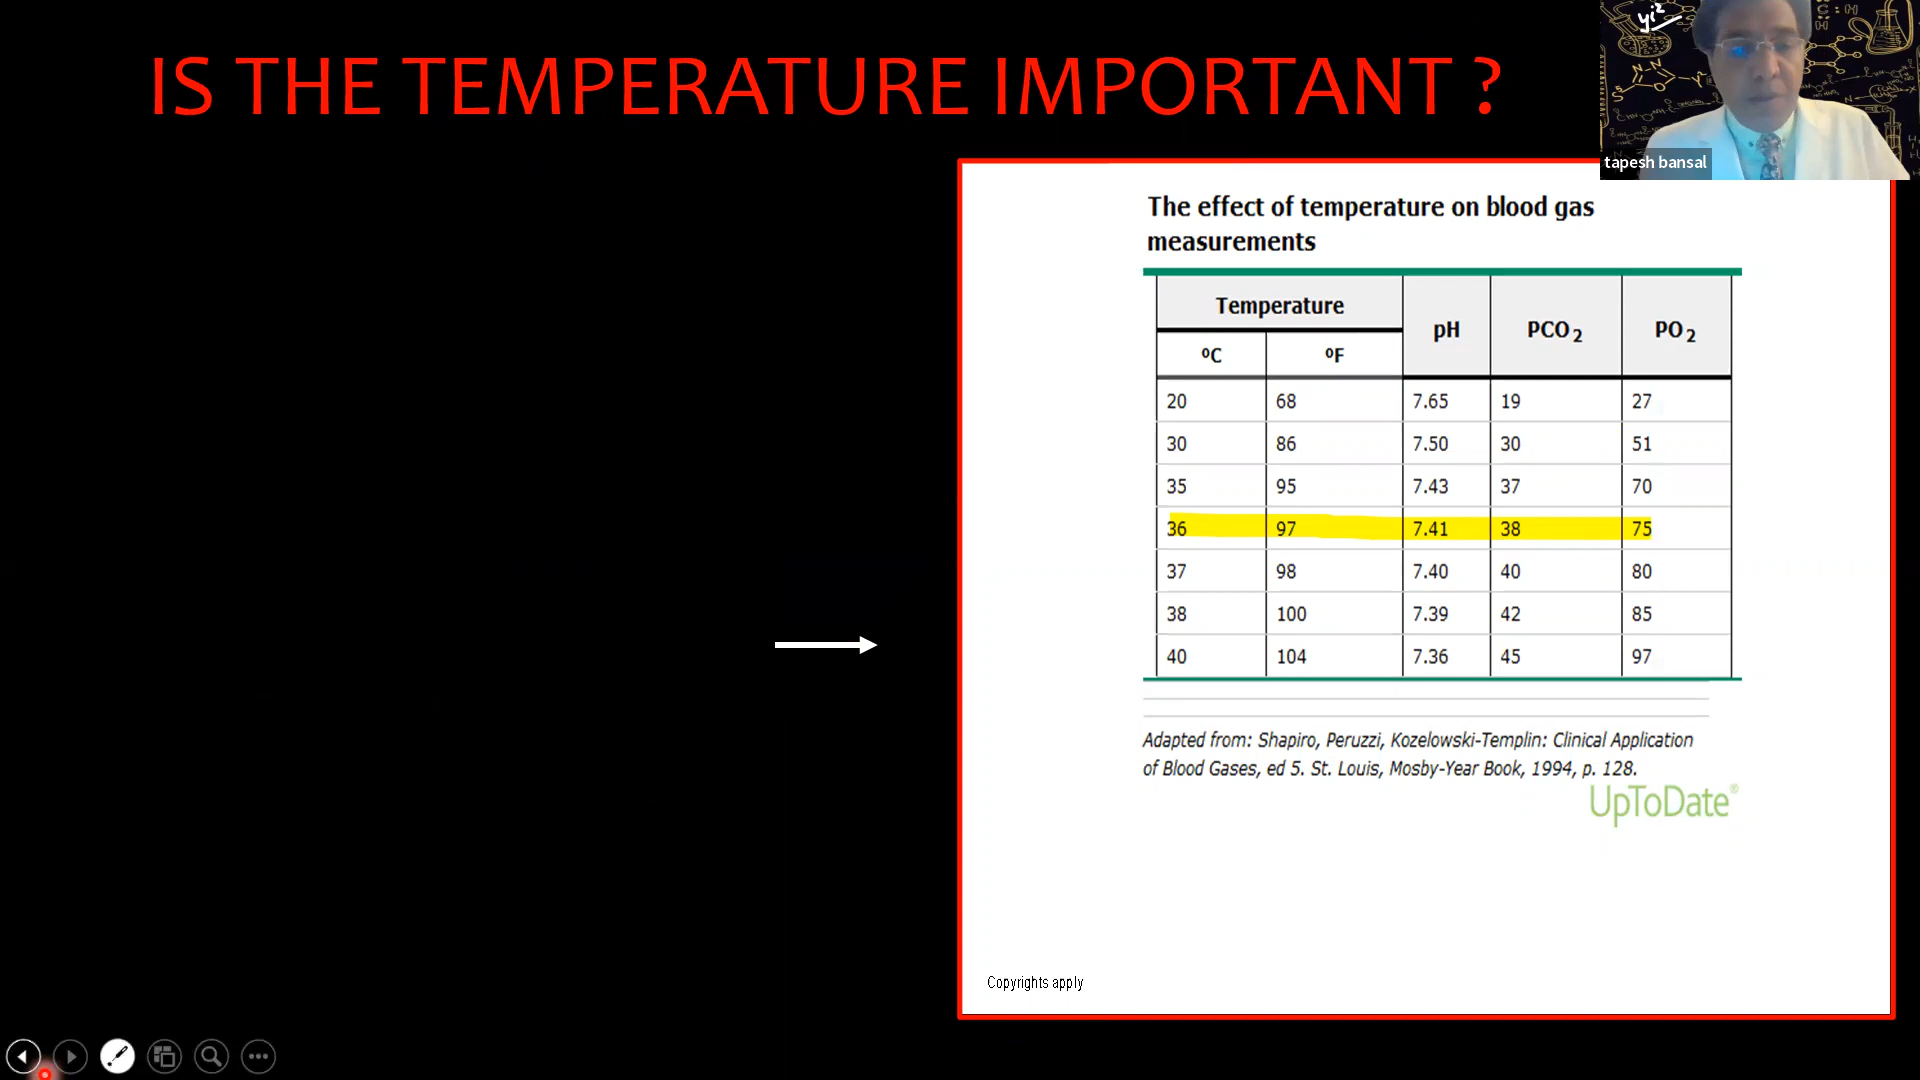 IS THE TEMPERATURE IMPORTANT ?
yi²
tapesh bansal
The effect of temperature on blood gas
measurements
Temperature pH PCO₂ PO₂
ºC ºF
20 68 7.65 19 27
30 86 7.50 30 51
35 95 7.43 37 70
36 97 7.41 38 75
37 98 7.40 40 80
38 100 7.39 42 85
40 104 7.36 45 97
Adapted from: Shapiro, Peruzzi, Kozelowski-Templin: Clinical Application
of Blood Gases, ed 5. St. Louis, Mosby-Year Book, 1994, p. 128.
UpToDate®
Copyrights apply